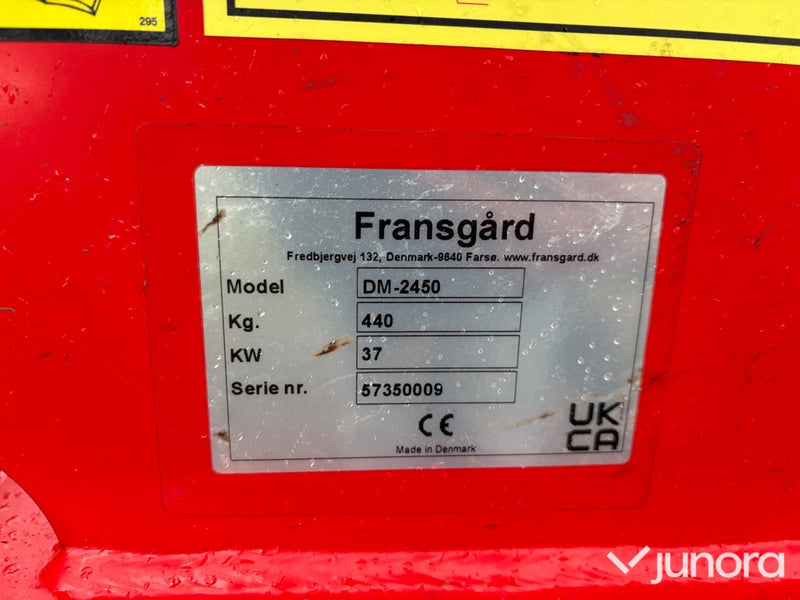 295
Fransgård
Fredbjergvej 132, Denmark-9640 Farsø. www.fransgard.dk
Model DM-2450
Kg. 440
KW 37
Serie nr. 57350009
CE
UK
CA
Made in Denmark
junora